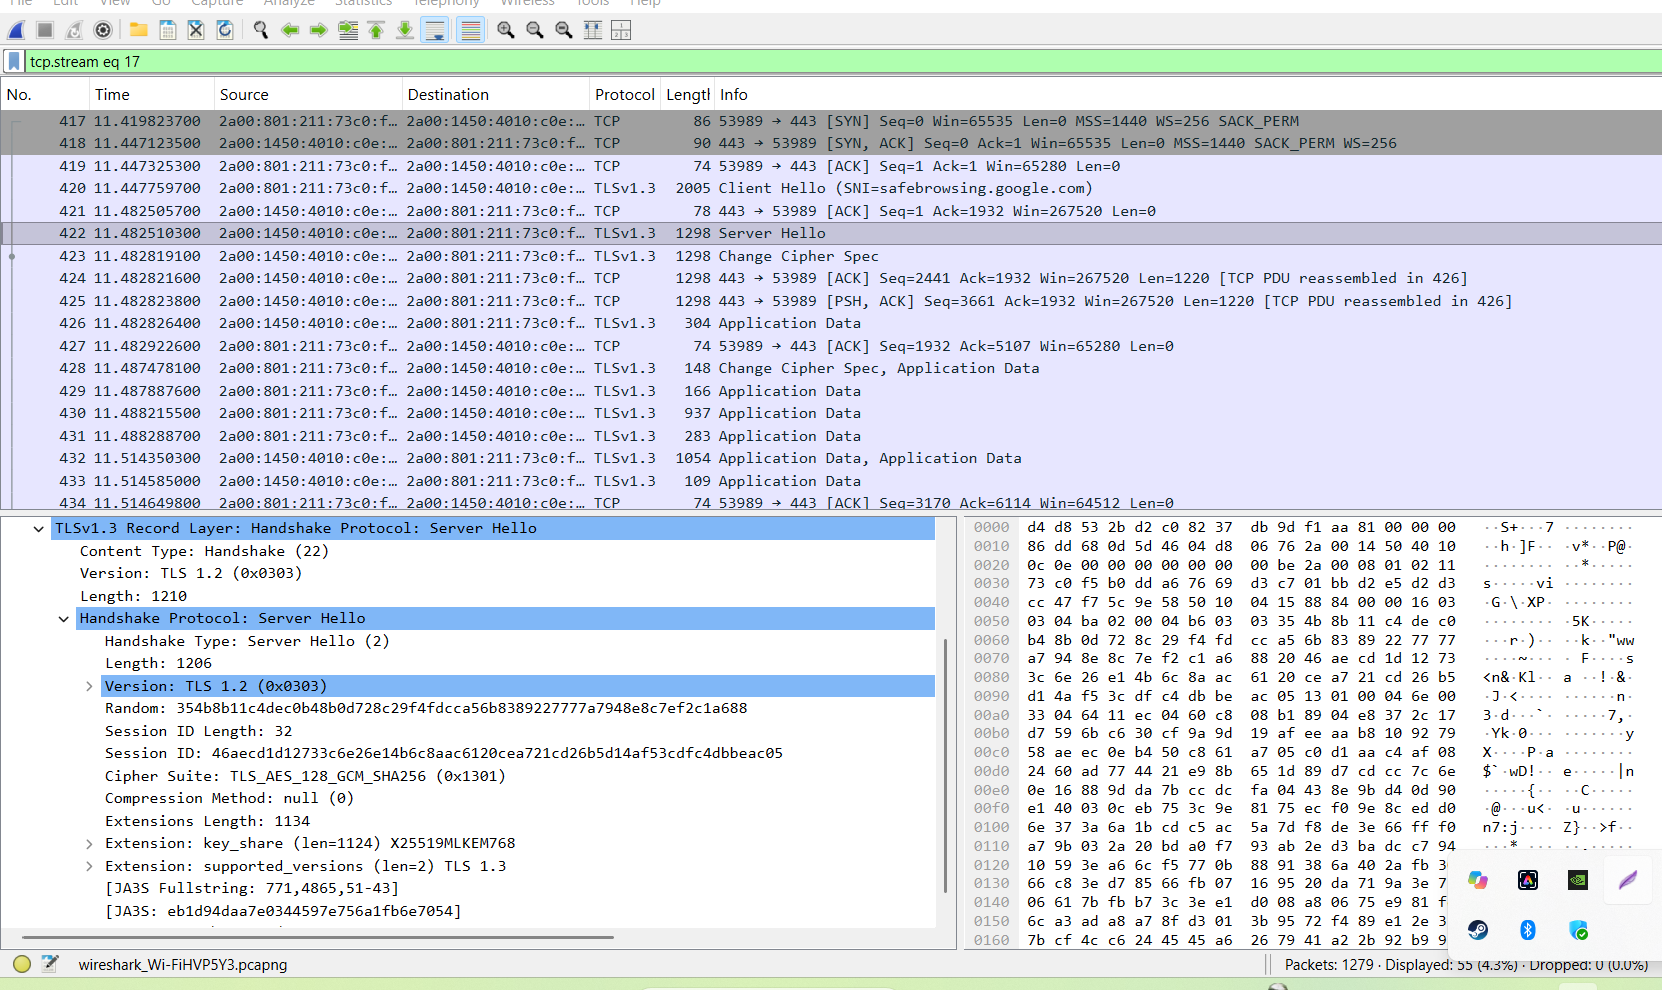 File Edit View Go Capture Analyze Statistics Telephony Wireless Tools Help
tcp.stream eq 17
No. Time Source Destination Protocol Length Info
417 11.419823700 2a00:801:211:73c0:f… 2a00:1450:4010:c0e:… TCP 86 53989 → 443 [SYN] Seq=0 Win=65535 Len=0 MSS=1440 WS=256 SACK_PERM
418 11.447123500 2a00:1450:4010:c0e:… 2a00:801:211:73c0:f… TCP 90 443 → 53989 [SYN, ACK] Seq=0 Ack=1 Win=65535 Len=0 MSS=1440 SACK_PERM WS=256
419 11.447325300 2a00:801:211:73c0:f… 2a00:1450:4010:c0e:… TCP 74 53989 → 443 [ACK] Seq=1 Ack=1 Win=65280 Len=0
420 11.447759700 2a00:801:211:73c0:f… 2a00:1450:4010:c0e:… TLSv1.3 2005 Client Hello (SNI=safebrowsing.google.com)
421 11.482505700 2a00:1450:4010:c0e:… 2a00:801:211:73c0:f… TCP 78 443 → 53989 [ACK] Seq=1 Ack=1932 Win=267520 Len=0
422 11.482510300 2a00:1450:4010:c0e:… 2a00:801:211:73c0:f… TLSv1.3 1298 Server Hello
423 11.482819100 2a00:1450:4010:c0e:… 2a00:801:211:73c0:f… TLSv1.3 1298 Change Cipher Spec
424 11.482821600 2a00:1450:4010:c0e:… 2a00:801:211:73c0:f… TCP 1298 443 → 53989 [ACK] Seq=2441 Ack=1932 Win=267520 Len=1220 [TCP PDU reassembled in 426]
425 11.482823800 2a00:1450:4010:c0e:… 2a00:801:211:73c0:f… TCP 1298 443 → 53989 [PSH, ACK] Seq=3661 Ack=1932 Win=267520 Len=1220 [TCP PDU reassembled in 426]
426 11.482826400 2a00:1450:4010:c0e:… 2a00:801:211:73c0:f… TLSv1.3 304 Application Data
427 11.482922600 2a00:801:211:73c0:f… 2a00:1450:4010:c0e:… TCP 74 53989 → 443 [ACK] Seq=1932 Ack=5107 Win=65280 Len=0
428 11.487478100 2a00:801:211:73c0:f… 2a00:1450:4010:c0e:… TLSv1.3 148 Change Cipher Spec, Application Data
429 11.487887600 2a00:801:211:73c0:f… 2a00:1450:4010:c0e:… TLSv1.3 166 Application Data
430 11.488215500 2a00:801:211:73c0:f… 2a00:1450:4010:c0e:… TLSv1.3 937 Application Data
431 11.488288700 2a00:801:211:73c0:f… 2a00:1450:4010:c0e:… TLSv1.3 283 Application Data
432 11.514350300 2a00:1450:4010:c0e:… 2a00:801:211:73c0:f… TLSv1.3 1054 Application Data, Application Data
433 11.514585000 2a00:1450:4010:c0e:… 2a00:801:211:73c0:f… TLSv1.3 109 Application Data
434 11.514649800 2a00:801:211:73c0:f… 2a00:1450:4010:c0e:… TCP 74 53989 → 443 [ACK] Seq=3170 Ack=6114 Win=64512 Len=0
TLSv1.3 Record Layer: Handshake Protocol: Server Hello
Content Type: Handshake (22)
Version: TLS 1.2 (0x0303)
Length: 1210
Handshake Protocol: Server Hello
Handshake Type: Server Hello (2)
Length: 1206
Version: TLS 1.2 (0x0303)
Random: 354b8b11c4dec0b48b0d728c29f4fdcca56b8389227777a7948e8c7ef2c1a688
Session ID Length: 32
Session ID: 46aecd1d12733c6e26e14b6c8aac6120cea721cd26b5d14af53cdfc4dbbeac05
Cipher Suite: TLS_AES_128_GCM_SHA256 (0x1301)
Compression Method: null (0)
Extensions Length: 1134
Extension: key_share (len=1124) X25519MLKEM768
Extension: supported_versions (len=2) TLS 1.3
[JA3S Fullstring: 771,4865,51-43]
[JA3S: eb1d94daa7e0344597e756a1fb6e7054]
0000 d4 d8 53 2b d2 c0 82 37 db 9d f1 aa 81 00 00 00 ··S+···7 ········
0010 86 dd 68 0d 5d 46 04 d8 06 76 2a 00 14 50 40 10 ··h·]F·· ·v*··P@·
0020 0c 0e 00 00 00 00 00 00 00 be 2a 00 08 01 02 11 ········ ··*·····
0030 73 c0 f5 b0 dd a6 76 69 d3 c7 01 bb d2 e5 d2 d3 s·····vi ········
0040 cc 47 f7 5c 9e 58 50 10 04 15 88 84 00 00 16 03 ·G·\·XP· ········
0050 03 04 ba 02 00 04 b6 03 03 35 4b 8b 11 c4 de c0 ········ ·5K·····
0060 b4 8b 0d 72 8c 29 f4 fd cc a5 6b 83 89 22 77 77 ···r·)·· ··k··"ww
0070 a7 94 8e 8c 7e f2 c1 a6 88 20 46 ae cd 1d 12 73 ····~··· · F····s
0080 3c 6e 26 e1 4b 6c 8a ac 61 20 ce a7 21 cd 26 b5 <n&·Kl·· a ··!·&·
0090 d1 4a f5 3c df c4 db be ac 05 13 01 00 04 6e 00 ·J·<···· ······n·
00a0 33 04 64 11 ec 04 60 c8 08 b1 89 04 e8 37 2c 17 3·d···`· ·····7,·
00b0 d7 59 6b c6 30 cf 9a 9d 19 af ee aa b8 10 92 79 ·Yk·0··· ·······y
00c0 58 ae ec 0e b4 50 c8 61 a7 05 c0 d1 aa c4 af 08 X····P·a ········
00d0 24 60 ad 77 44 21 e9 8b 65 1d 89 d7 cd cc 7c 6e $`·wD!·· e·····|n
00e0 0e 16 88 9d da 7b cc dc fa 04 43 8e 9b d4 0d 90 ·····{·· ··C·····
00f0 e1 40 03 0c eb 75 3c 9e 81 75 ec f0 9e 8c ed d0 ·@···u<· ·u······
0100 6e 37 3a 6a 1b cd c5 ac 5a 7d f8 de 3e 66 ff f0 n7:j···· Z}··>f··
0110 a7 9b 03 2a 20 bd a0 f7 93 ab 2e d3 ba dc c7 94
0120 10 59 3e a6 6c f5 77 0b 88 91 38 6a 40 2a fb
0130 66 c8 3e d7 85 66 fb 07 16 95 20 da 71 9a 3e
0140 06 61 7b fb b7 3c 3e e1 d0 08 a8 06 75 e9 81
0150 6c a3 ad a8 a7 8f d3 01 3b 95 72 f4 89 e1 2e
0160 7b cf 4c c6 24 45 45 a6 26 79 41 a2 2b 92 b9
wireshark_Wi-FiHVP5Y3.pcapng
Packets: 1279 · Displayed: 55 (4.3%) · Dropped: 0 (0.0%)